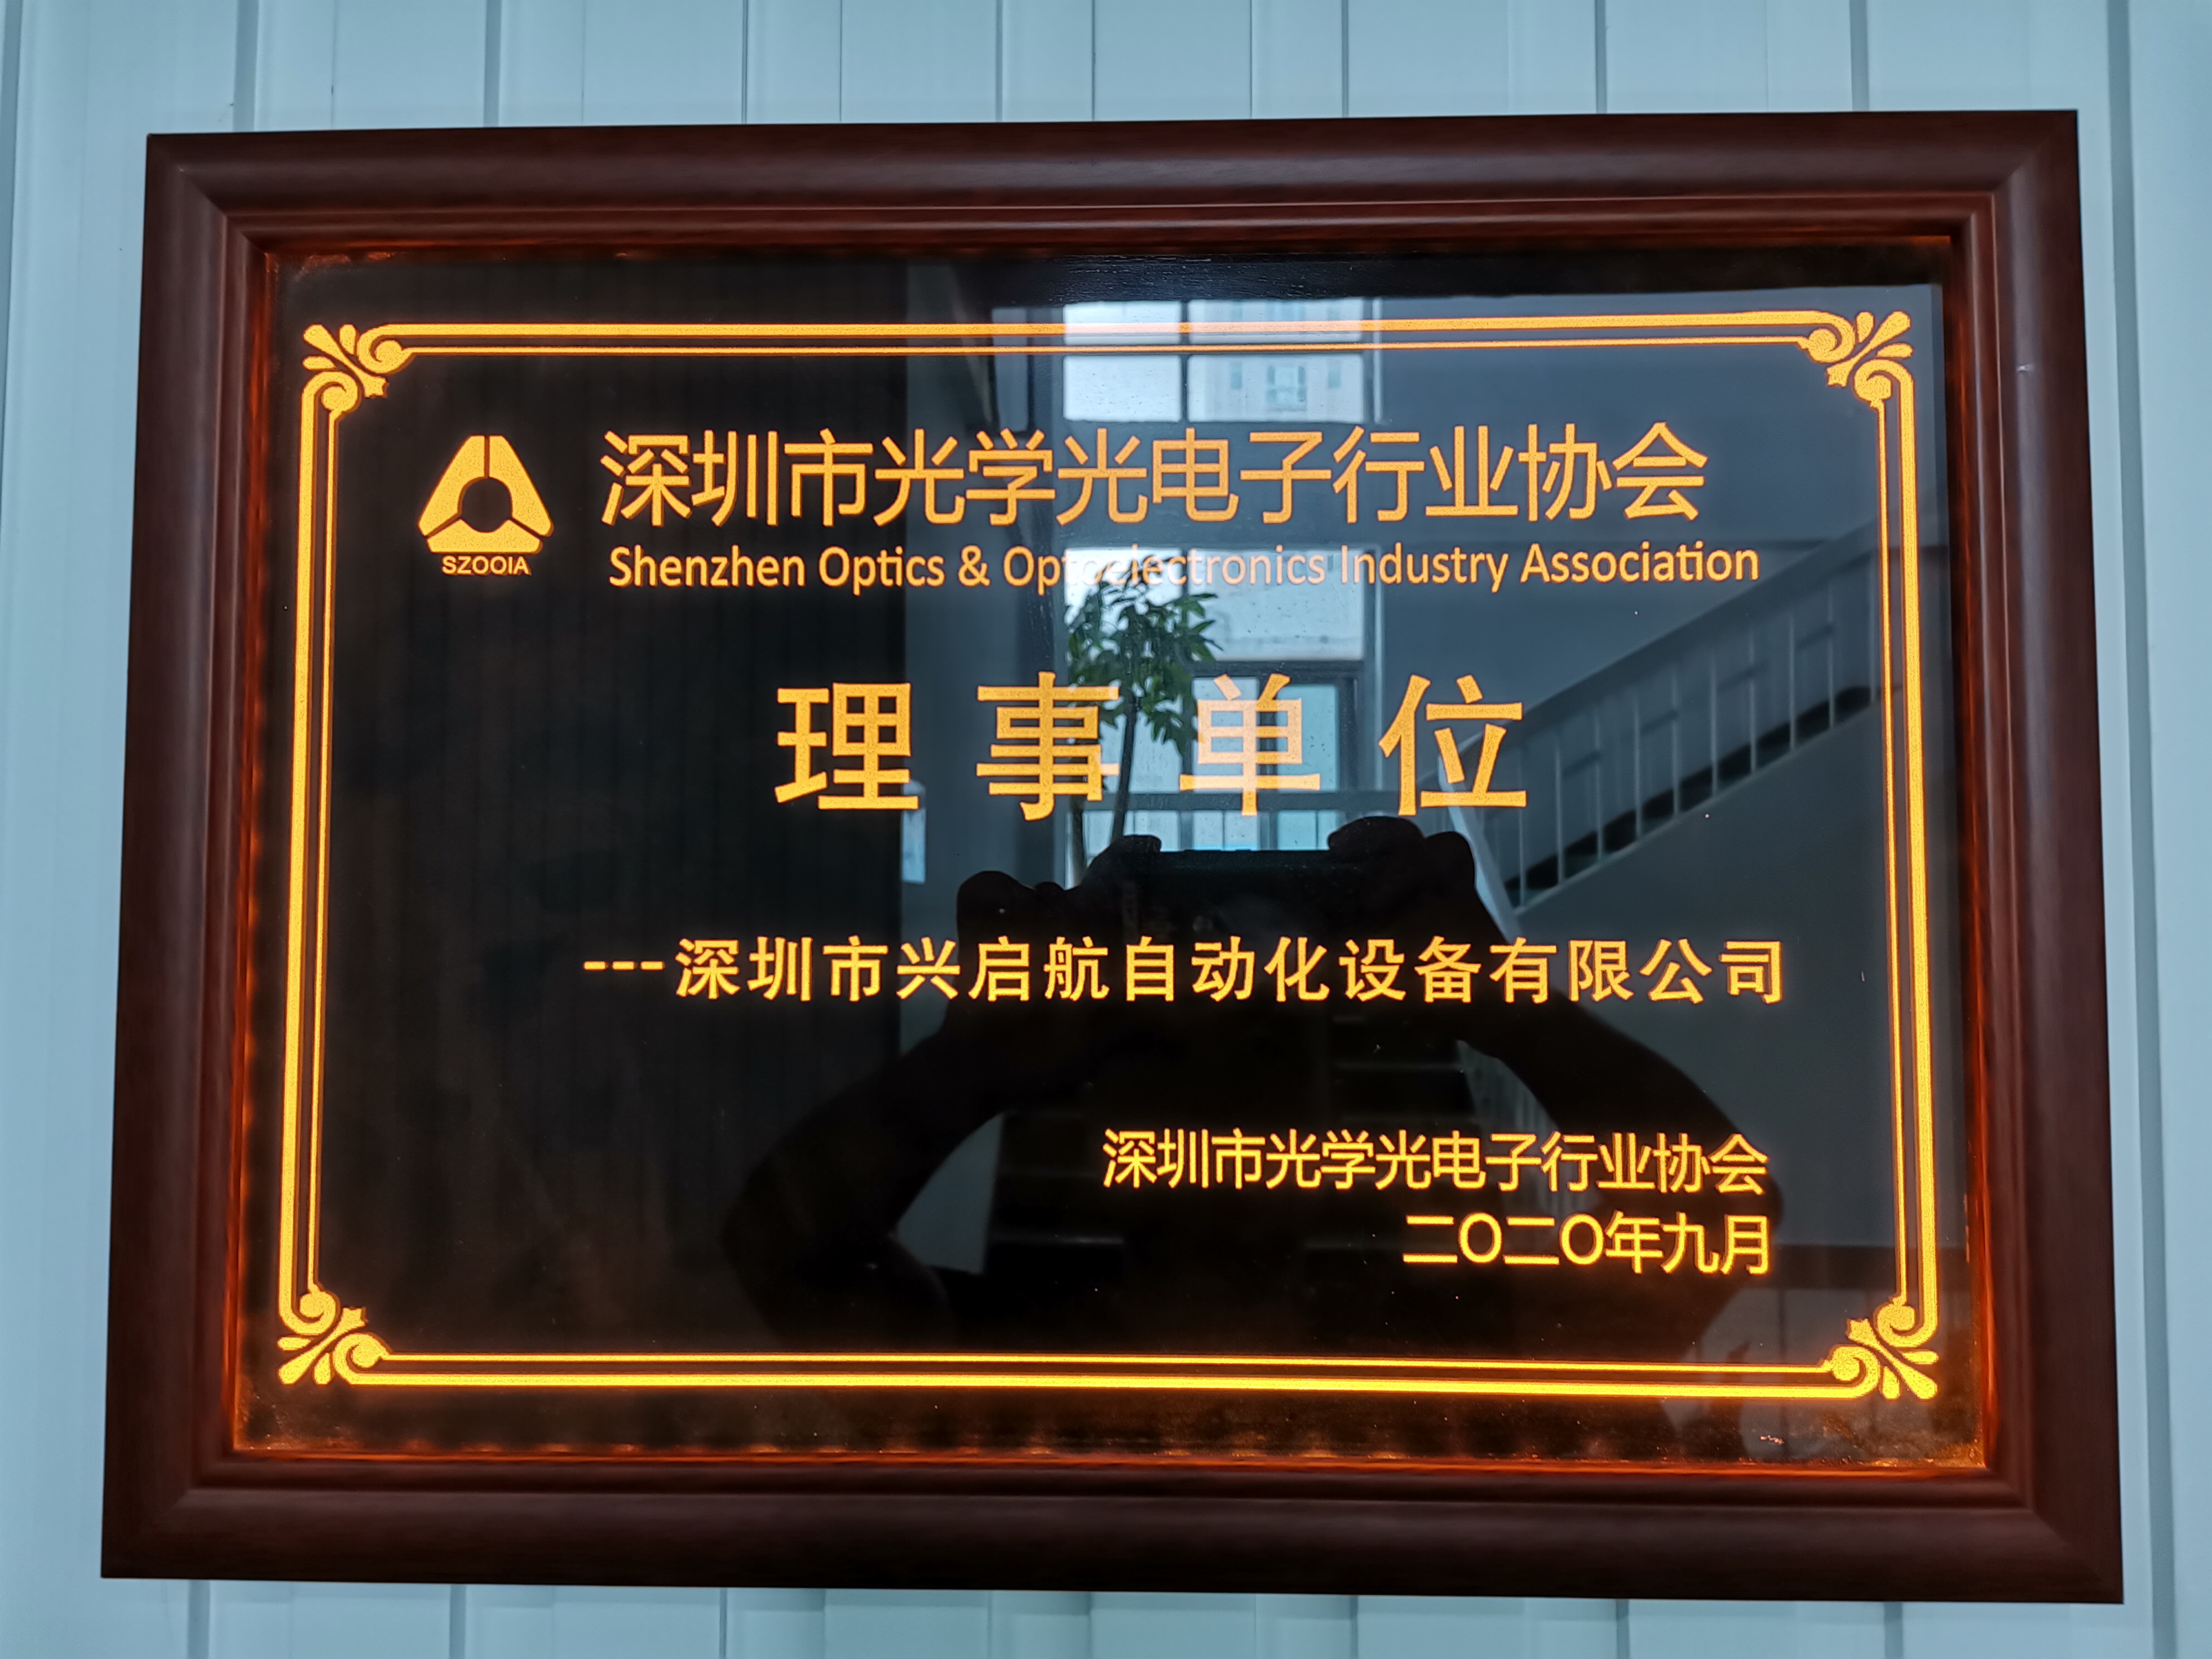 深圳市光学光电子行业协会
SZOOIA
Shenzhen Optics & Optoelectronics Industry Association
理事单位
---深圳市兴启航自动化设备有限公司
深圳市光学光电子行业协会
二〇二〇年九月